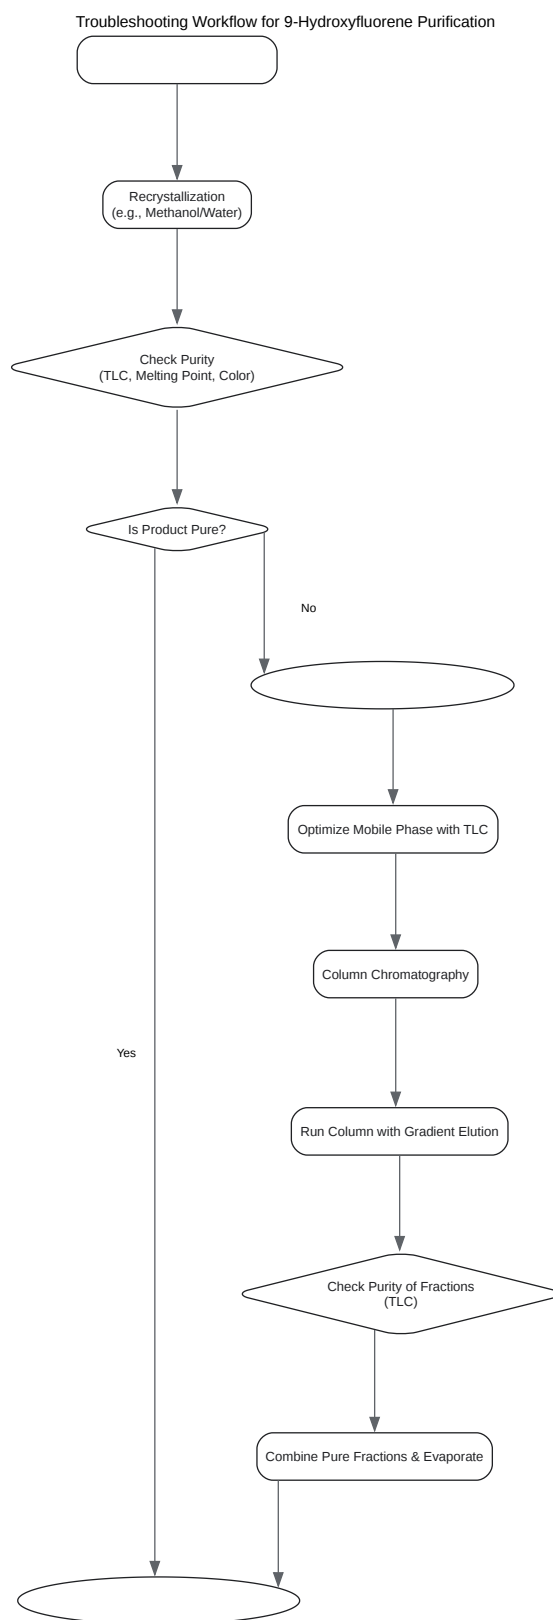 Troubleshooting Workflow for 9-Hydroxyfluorene Purification
Recrystallization
(e.g., Methanol/Water)
Check Purity
(TLC, Melting Point, Color)
Is Product Pure?
No
Optimize Mobile Phase with TLC
Column Chromatography
Yes
Run Column with Gradient Elution
Check Purity of Fractions
(TLC)
Combine Pure Fractions & Evaporate